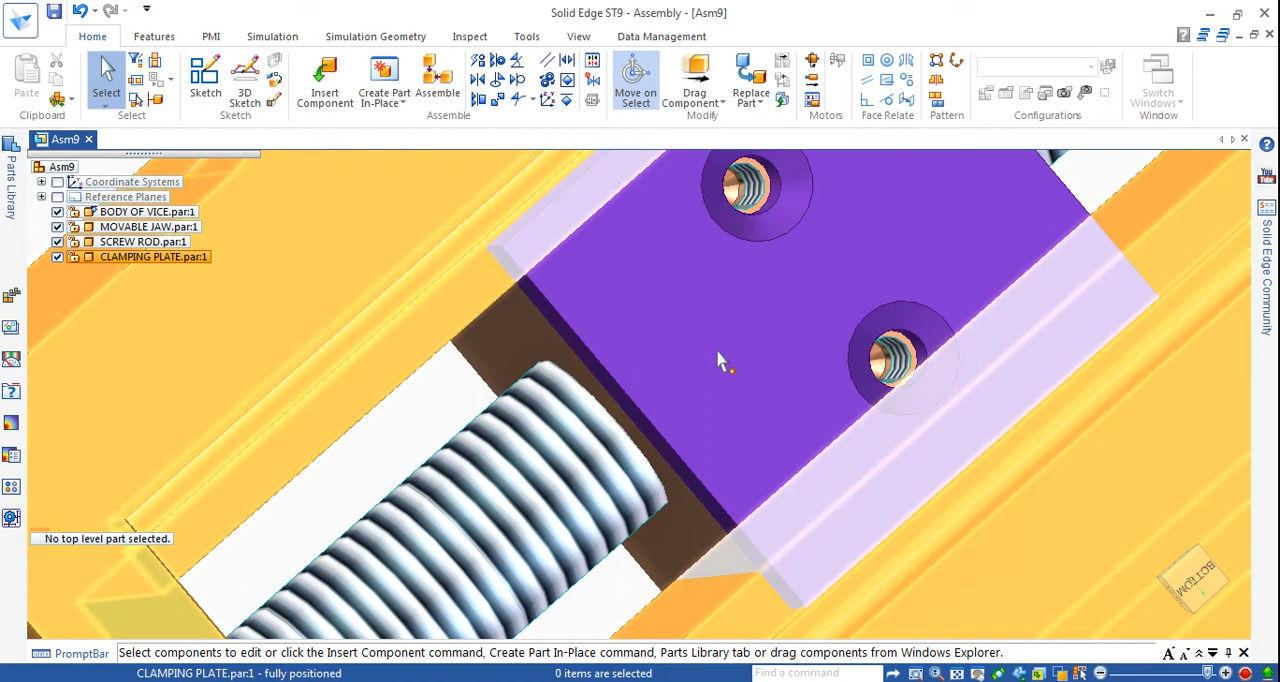 Solid Edge ST9 - Assembly - [Asm9]
Home Features PMI Simulation Simulation Geometry Inspect Tools View Data Management
Paste
Clipboard
Select
Select
Sketch
3D Sketch
Sketch
Insert Component
Create Part In-Place
Assemble
Assemble
Move on Select
Drag Component
Replace Part
Modify
Motors
Face Relate
Pattern
Configurations
Switch Windows
Window
Asm9
Parts Library
Asm9
Coordinate Systems
Reference Planes
BODY OF VICE.par:1
MOVABLE JAW.par:1
SCREW ROD.par:1
CLAMPING PLATE.par:1
You Tube
Solid Edge Community
No top level part selected.
BOTTOM
PromptBar
Select components to edit or click the Insert Component command, Create Part In-Place command, Parts Library tab or drag components from Windows Explorer.
CLAMPING PLATE.par:1 - fully positioned
0 items are selected
Find a command